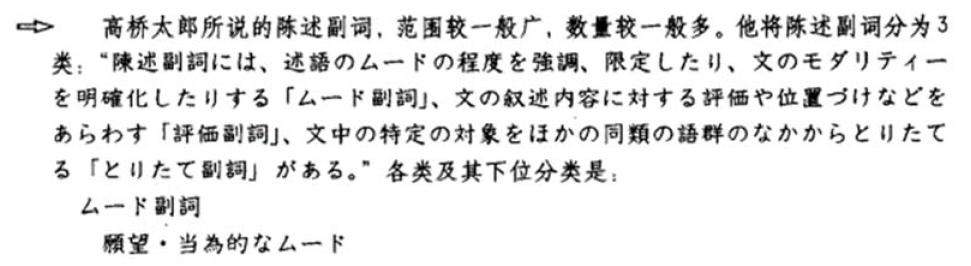 ⇨ 高桥太郎所说的陈述副词，范围较一般广，数量较一般多。他将陈述副词分为3
类：“陳述副詞には、述語のムードの程度を強調、限定したり、文のモダリティー
を明確化したりする「ムード副詞」、文の叙述内容に対する評価や位置づけなどを
あらわす「評価副詞」、文中の特定の対象をほかの同類の語群のなかからとりたて
る「とりたて副詞」がある。”各类及其下位分类是：
ムード副詞
願望・当為的なムード